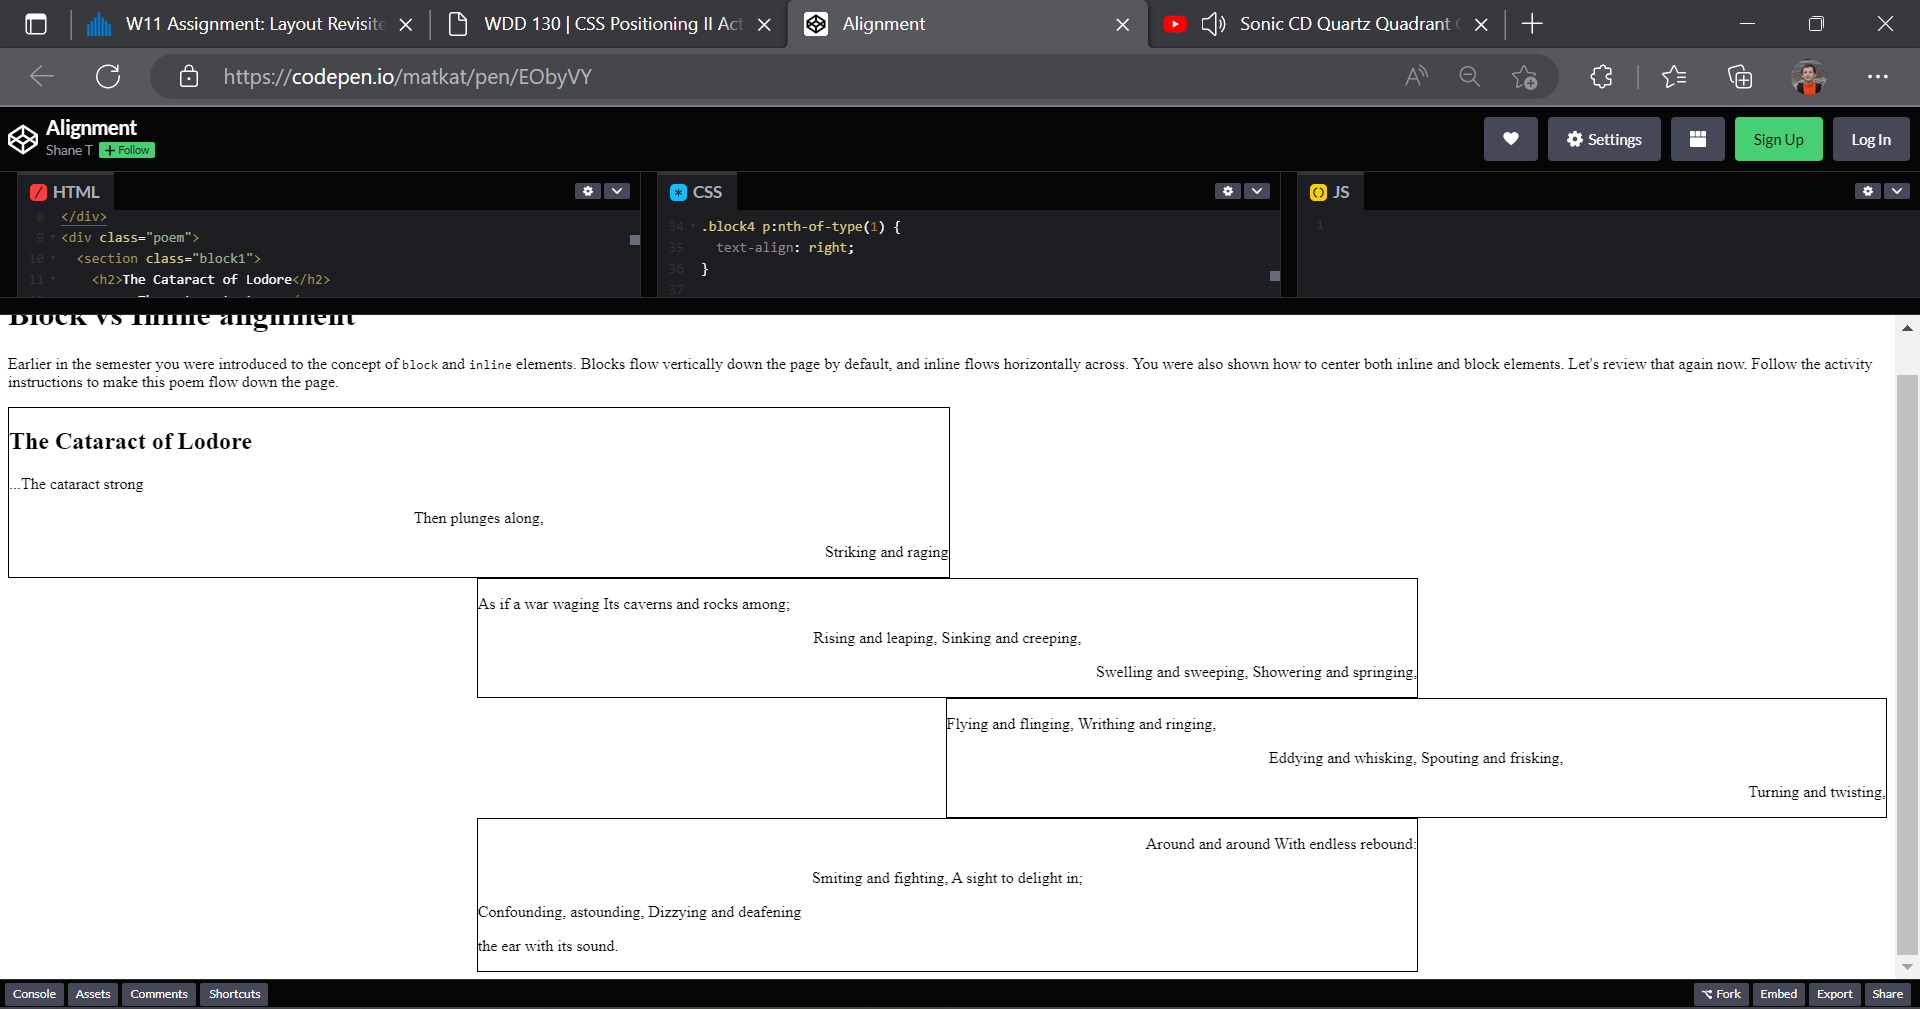 W11 Assignment: Layout Revisite
WDD 130 | CSS Positioning II Act
Alignment
Sonic CD Quartz Quadrant
https://codepen.io/matkat/pen/EObyVY
Alignment
Shane T + Follow
Settings
Sign Up
Log In
HTML
8 </div>
9 <div class="poem">
10 <section class="block1">
11 <h2>The Cataract of Lodore</h2>
CSS
34 .block4 p:nth-of-type(1) {
35 text-align: right;
36 }
37
JS
1
Block vs Inline alignment
Earlier in the semester you were introduced to the concept of block and inline elements. Blocks flow vertically down the page by default, and inline flows horizontally across. You were also shown how to center both inline and block elements. Let's review that again now. Follow the activity
instructions to make this poem flow down the page.
The Cataract of Lodore
...The cataract strong
Then plunges along,
Striking and raging
As if a war waging Its caverns and rocks among;
Rising and leaping, Sinking and creeping,
Swelling and sweeping, Showering and springing,
Flying and flinging, Writhing and ringing,
Eddying and whisking, Spouting and frisking,
Turning and twisting,
Around and around With endless rebound:
Smiting and fighting, A sight to delight in;
Confounding, astounding, Dizzying and deafening
the ear with its sound.
Console
Assets
Comments
Shortcuts
Fork
Embed
Export
Share